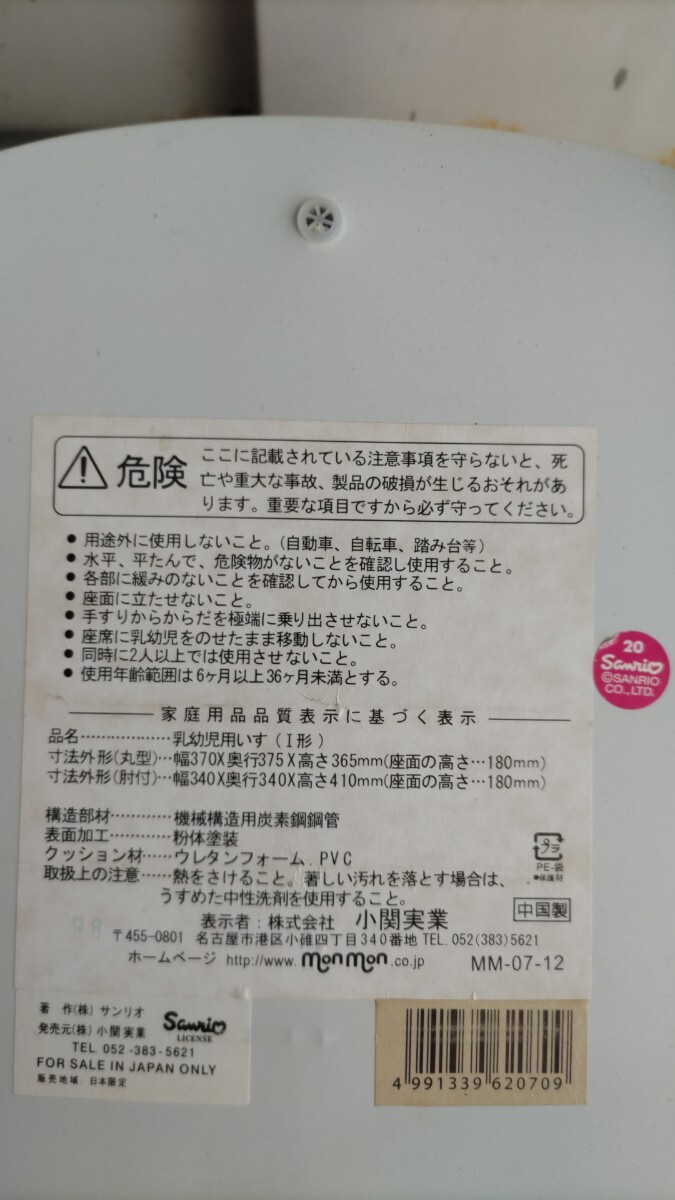 危険
ここに記載されている注意事項を守らないと、死
亡や重大な事故、製品の破損が生じるおそれがあ
ります。重要な項目ですから必ず守ってください。
● 用途外に使用しないこと。(自動車、自転車、踏み台等)
● 水平、平たんで、危険物がないことを確認し使用すること。
● 各部に緩みのないことを確認してから使用すること。
● 座面に立たせないこと。
● 手すりからからだを極端に乗り出させないこと。
● 座席に乳幼児をのせたまま移動しないこと。
● 同時に2人以上では使用させないこと。
● 使用年齢範囲は6ヶ月以上36ヶ月未満とする。
家庭用品品質表示に基づく表示
品名………………乳幼児用いす(I形)
寸法外形(丸型)…幅370X奥行375X高さ365mm(座面の高さ…180mm)
寸法外形(肘付)…幅340X奥行340X高さ410mm(座面の高さ…180mm)
構造部材…………機械構造用炭素鋼鋼管
表面加工…………粉体塗装
クッション材……ウレタンフォーム.PVC
取扱上の注意……熱をさけること。著しい汚れを落とす場合は、
うすめた中性洗剤を使用すること。
プラ
PE-袋
●保護材
中国製
表示者:株式会社 小関実業
〒455-0801 名古屋市港区小碓四丁目340番地 TEL.052(383)5621
ホームページ http://www.monmon.co.jp MM-07-12
20
Sanrio
©SANRIO
CO.,LTD.
著 作(株) サンリオ
発売元(株) 小関実業
Sanrio
LICENSE
TEL 052-383-5621
FOR SALE IN JAPAN ONLY
販売地域 日本限定
4 991339 620709